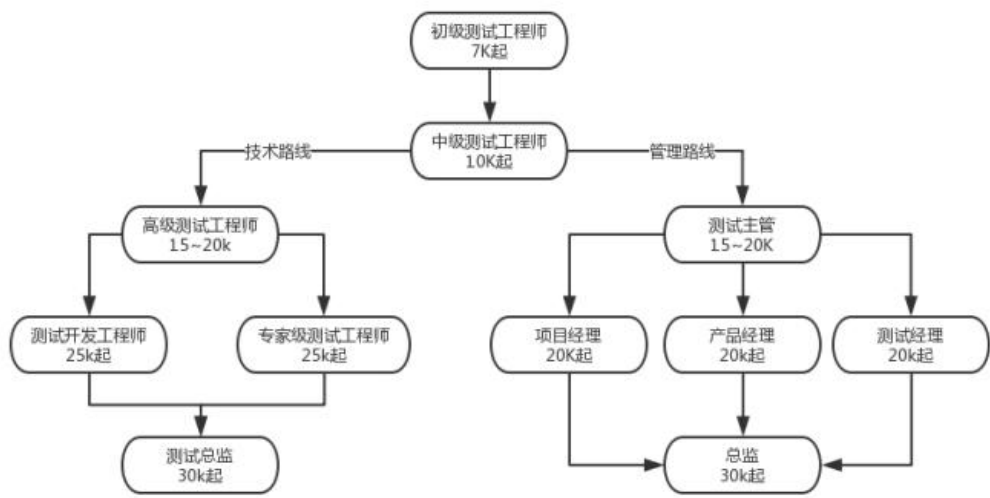 初级测试工程师
7K起
中级测试工程师
10K起
技术路线
管理路线
高级测试工程师
15~20k
测试主管
15~20K
测试开发工程师
25k起
专家级测试工程师
25k起
项目经理
20K起
产品经理
20k起
测试经理
20k起
测试总监
30k起
总监
30k起